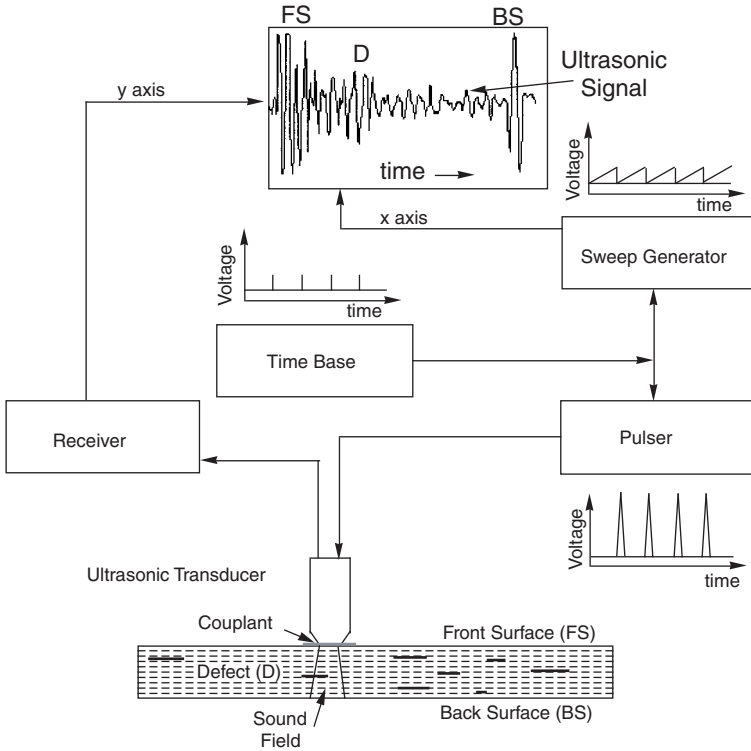 FS
BS
D
Ultrasonic
Signal
y axis
time
Voltage
time
x axis
Sweep Generator
Voltage
time
Time Base
Receiver
Pulser
Voltage
time
Ultrasonic Transducer
Couplant
Front Surface (FS)
Defect (D)
Back Surface (BS)
Sound
Field